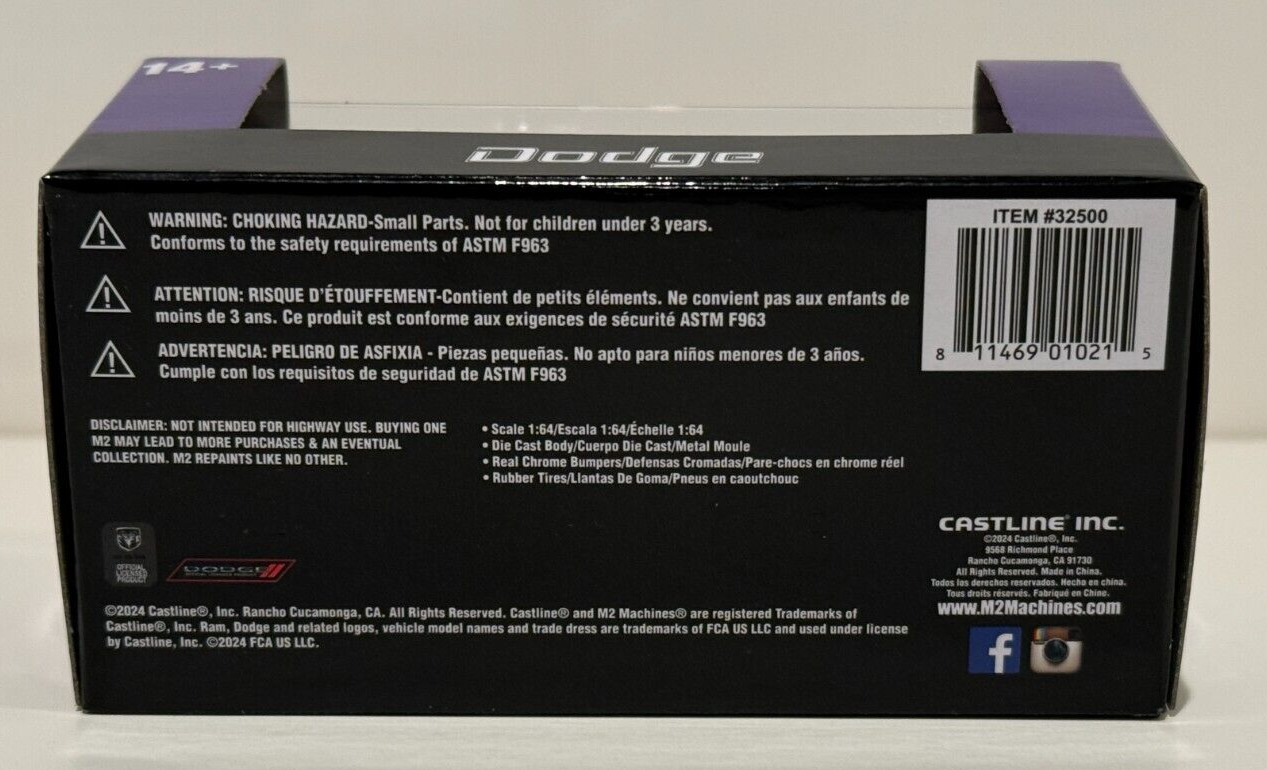 14+
Dodge
WARNING: CHOKING HAZARD-Small Parts. Not for children under 3 years.
Conforms to the safety requirements of ASTM F963
ATTENTION: RISQUE D'ÉTOUFFEMENT-Contient de petits éléments. Ne convient pas aux enfants de
moins de 3 ans. Ce produit est conforme aux exigences de sécurité ASTM F963
ADVERTENCIA: PELIGRO DE ASFIXIA - Piezas pequeñas. No apto para niños menores de 3 años.
Cumple con los requisitos de seguridad de ASTM F963
ITEM #32500
8 11469 01021 5
DISCLAIMER: NOT INTENDED FOR HIGHWAY USE. BUYING ONE
M2 MAY LEAD TO MORE PURCHASES & AN EVENTUAL
COLLECTION. M2 REPAINTS LIKE NO OTHER.
• Scale 1:64/Escala 1:64/Échelle 1:64
• Die Cast Body/Cuerpo Die Cast/Metal Moule
• Real Chrome Bumpers/Defensas Cromadas/Pare-chocs en chrome réel
• Rubber Tires/Llantas De Goma/Pneus en caoutchouc
OFFICIAL
LICENSED
PRODUCT
DODGE
OFFICIAL LICENSED PRODUCT
©2024 Castline®, Inc. Rancho Cucamonga, CA. All Rights Reserved. Castline® and M2 Machines® are registered Trademarks of
Castline®, Inc. Ram, Dodge and related logos, vehicle model names and trade dress are trademarks of FCA US LLC and used under license
by Castline, Inc. ©2024 FCA US LLC.
CASTLINE® INC.
©2024 Castline®, Inc.
9568 Richmond Place
Rancho Cucamonga, CA 91730
All Rights Reserved. Made in China.
Todos los derechos reservados. Hecho en china.
Tous droits réservés. Fabriqué en Chine.
www.M2Machines.com
f